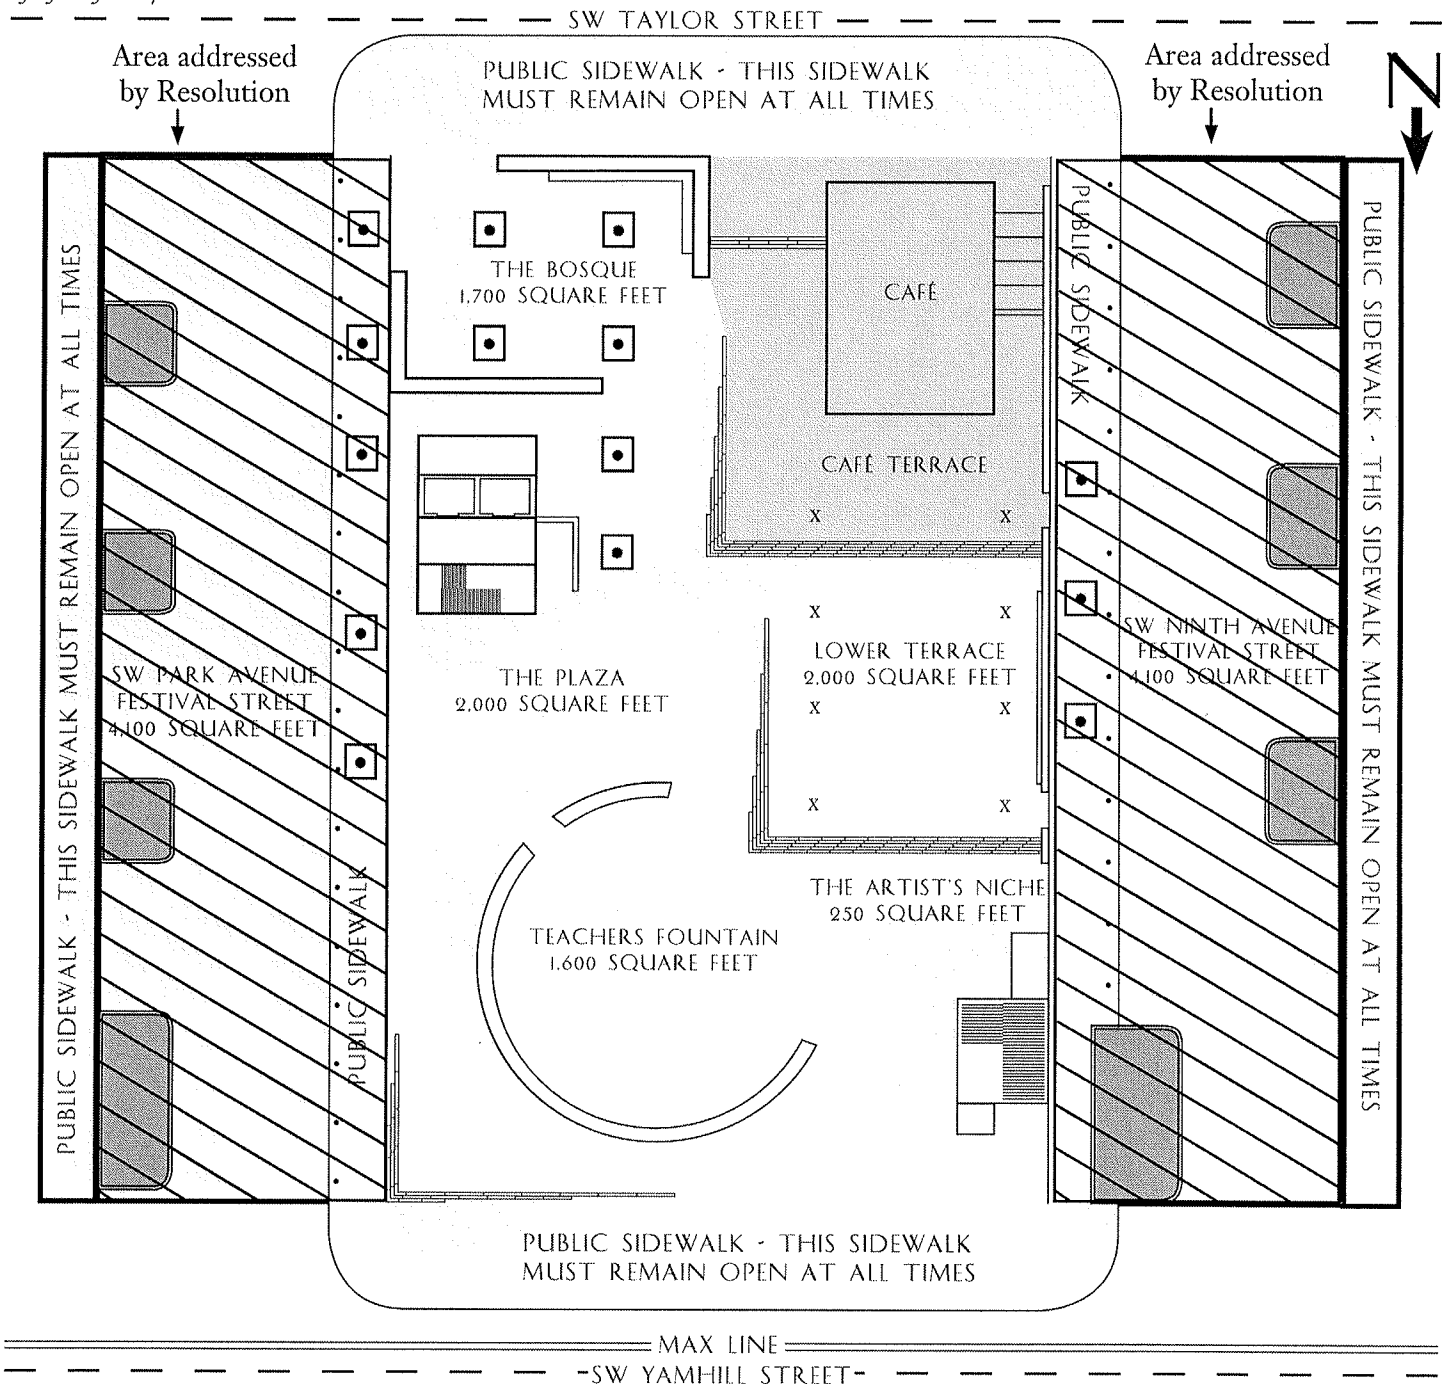 SW TAYLOR STREET
Area addressed
by Resolution
PUBLIC SIDEWALK - THIS SIDEWALK
MUST REMAIN OPEN AT ALL TIMES
Area addressed
by Resolution
N
PUBLIC SIDEWALK - THIS SIDEWALK MUST REMAIN OPEN AT ALL TIMES
THE BOSQUE
1,700 SQUARE FEET
CAFÉ
PUBLIC SIDEWALK
PUBLIC SIDEWALK - THIS SIDEWALK MUST REMAIN OPEN AT ALL TIMES
CAFÉ TERRACE
X X
X X
LOWER TERRACE
2,000 SQUARE FEET
X X
X X
SW NINTH AVENUE
FESTIVAL STREET
4,100 SQUARE FEET
SW PARK AVENUE
FESTIVAL STREET
4,100 SQUARE FEET
THE PLAZA
2,000 SQUARE FEET
PUBLIC SIDEWALK
THE ARTIST'S NICHE
250 SQUARE FEET
TEACHERS FOUNTAIN
1,600 SQUARE FEET
PUBLIC SIDEWALK - THIS SIDEWALK
MUST REMAIN OPEN AT ALL TIMES
MAX LINE
SW YAMHILL STREET